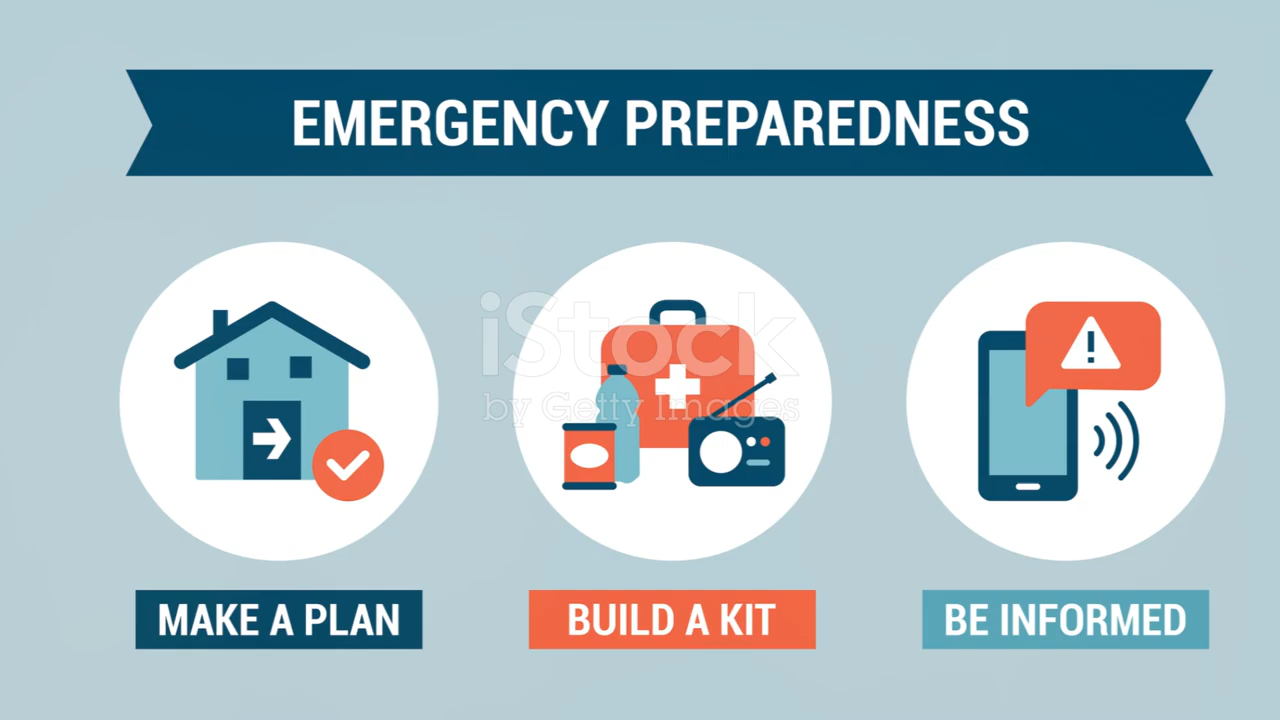 EMERGENCY PREPAREDNESS
iStock
by Getty Images
MAKE A PLAN
BUILD A KIT
BE INFORMED